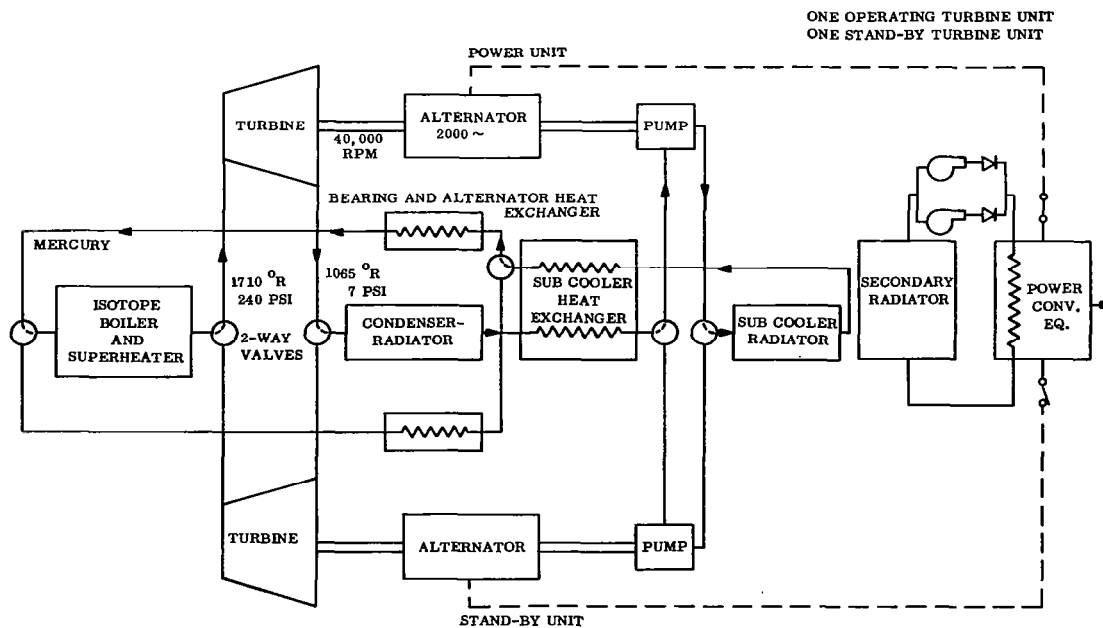 ONE OPERATING TURBINE UNIT
ONE STAND-BY TURBINE UNIT
POWER UNIT
TURBINE
40,000
RPM
ALTERNATOR
2000 ~
PUMP
BEARING AND ALTERNATOR HEAT
EXCHANGER
MERCURY
1710 °R
240 PSI
1065 °R
7 PSI
ISOTOPE
BOILER
AND
SUPERHEATER
2-WAY
VALVES
CONDENSER-
RADIATOR
SUB COOLER
HEAT
EXCHANGER
SUB COOLER
RADIATOR
SECONDARY
RADIATOR
POWER
CONV.
EQ.
TURBINE
ALTERNATOR
PUMP
STAND-BY UNIT